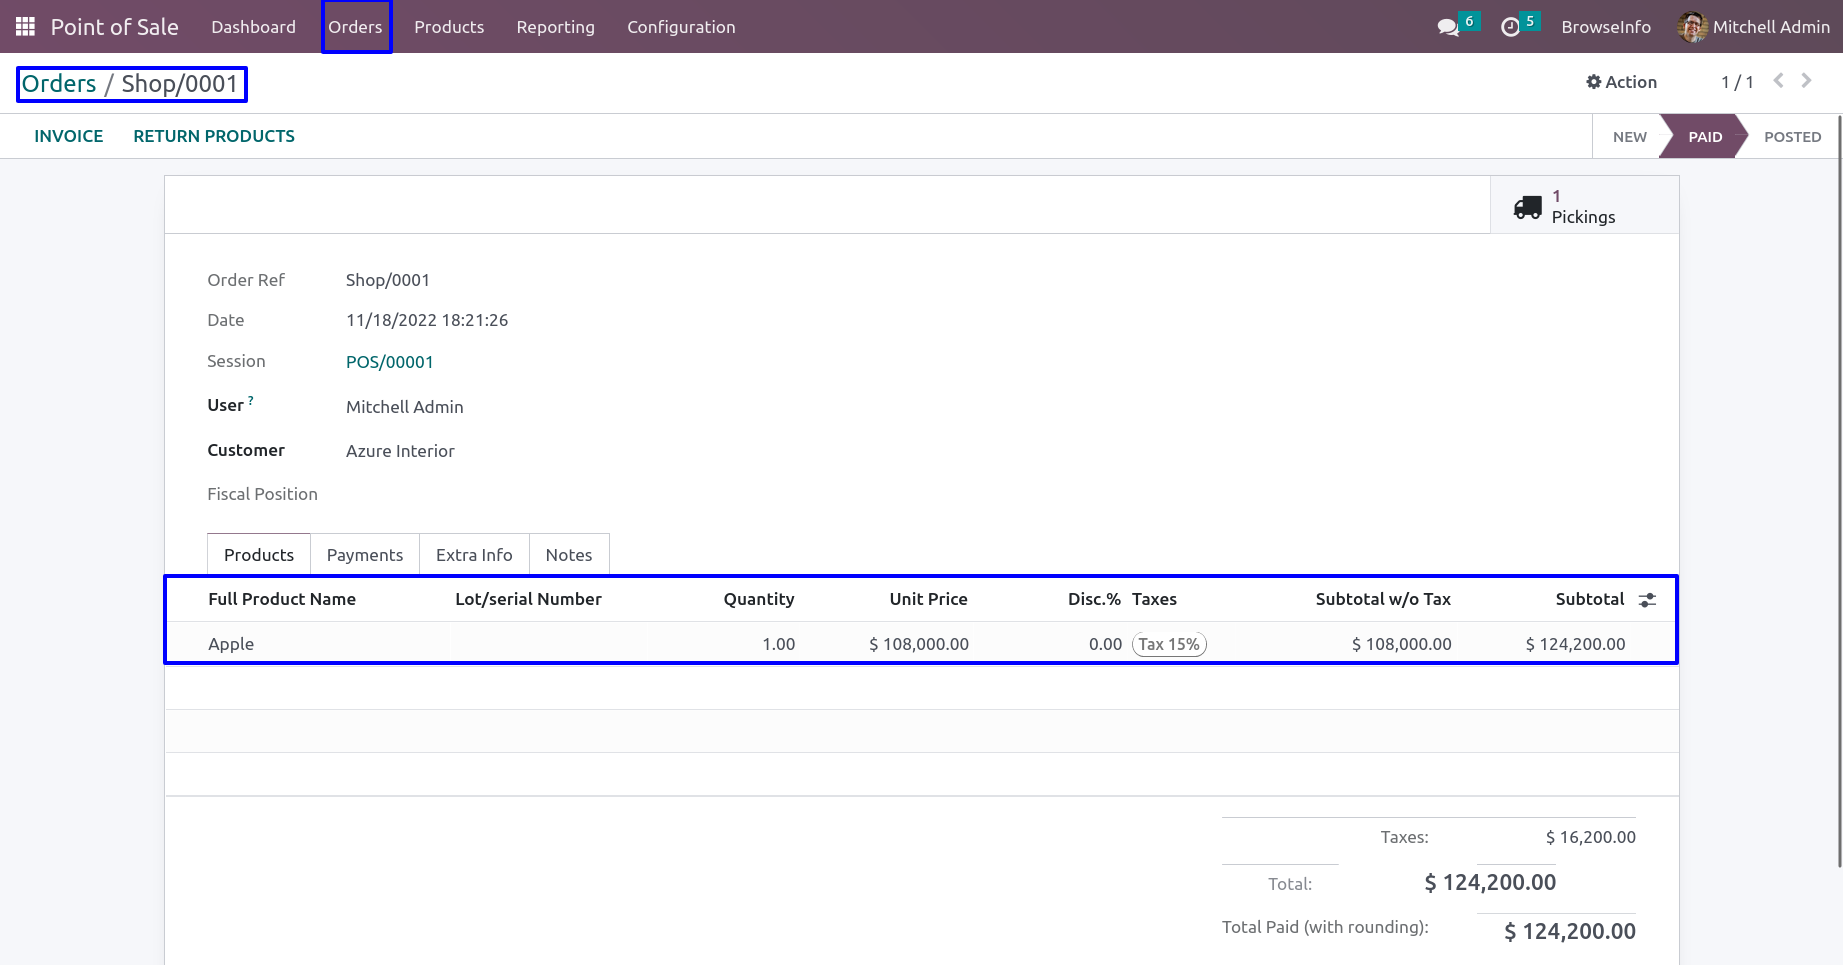 Point of Sale Dashboard Orders Products Reporting Configuration 6 5 BrowseInfo Mitchell Admin
Orders / Shop/0001 Action 1 / 1
INVOICE RETURN PRODUCTS NEW PAID POSTED
1
Pickings
Order Ref Shop/0001
Date 11/18/2022 18:21:26
Session POS/00001
User ? Mitchell Admin
Customer Azure Interior
Fiscal Position
Products Payments Extra Info Notes
Full Product Name Lot/serial Number Quantity Unit Price Disc.% Taxes Subtotal w/o Tax Subtotal
Apple 1.00 $ 108,000.00 0.00 Tax 15% $ 108,000.00 $ 124,200.00
Taxes: $ 16,200.00
Total: $ 124,200.00
Total Paid (with rounding): $ 124,200.00